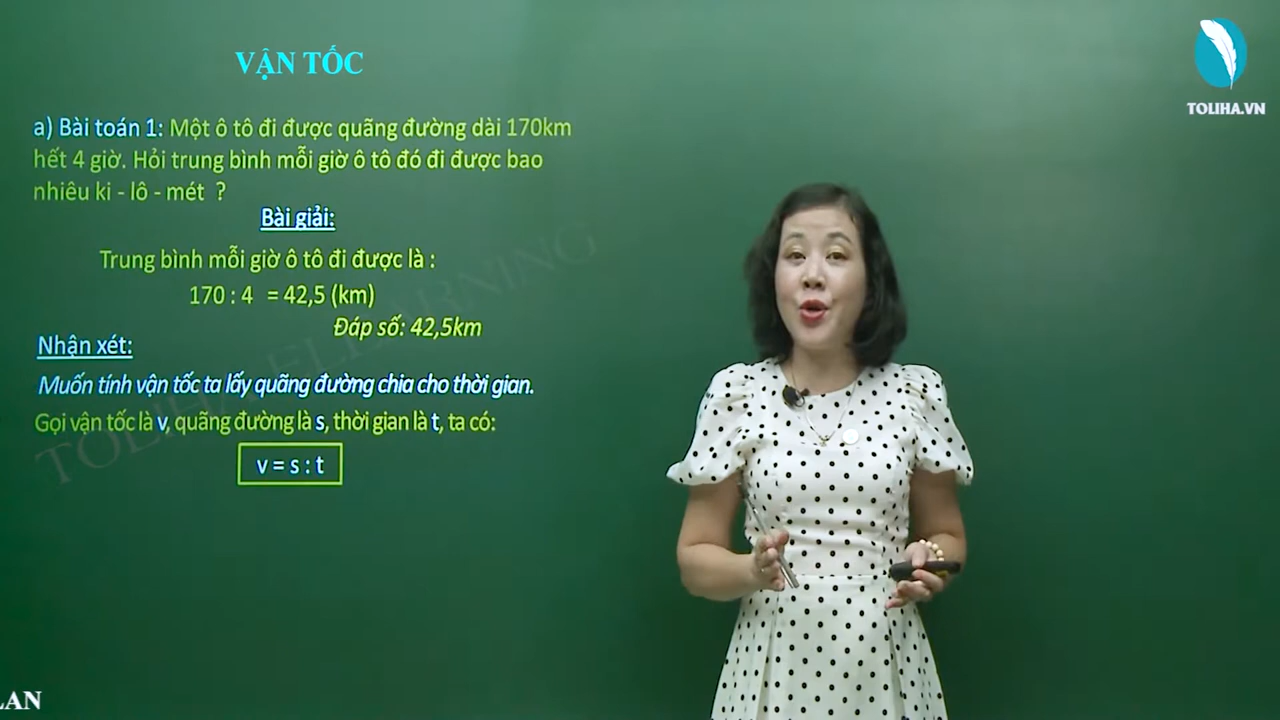 VẬN TỐC
TOLIHA.VN
a) Bài toán 1: Một ô tô đi được quãng đường dài 170km
hết 4 giờ. Hỏi trung bình mỗi giờ ô tô đó đi được bao
nhiêu ki - lô - mét ?
Bài giải:
Trung bình mỗi giờ ô tô đi được là :
170 : 4 = 42,5 (km)
Đáp số: 42,5km
Nhận xét:
Muốn tính vận tốc ta lấy quãng đường chia cho thời gian.
Gọi vận tốc là v, quãng đường là s, thời gian là t, ta có:
v = s : t
TOLIHA ELEARNING
LAN